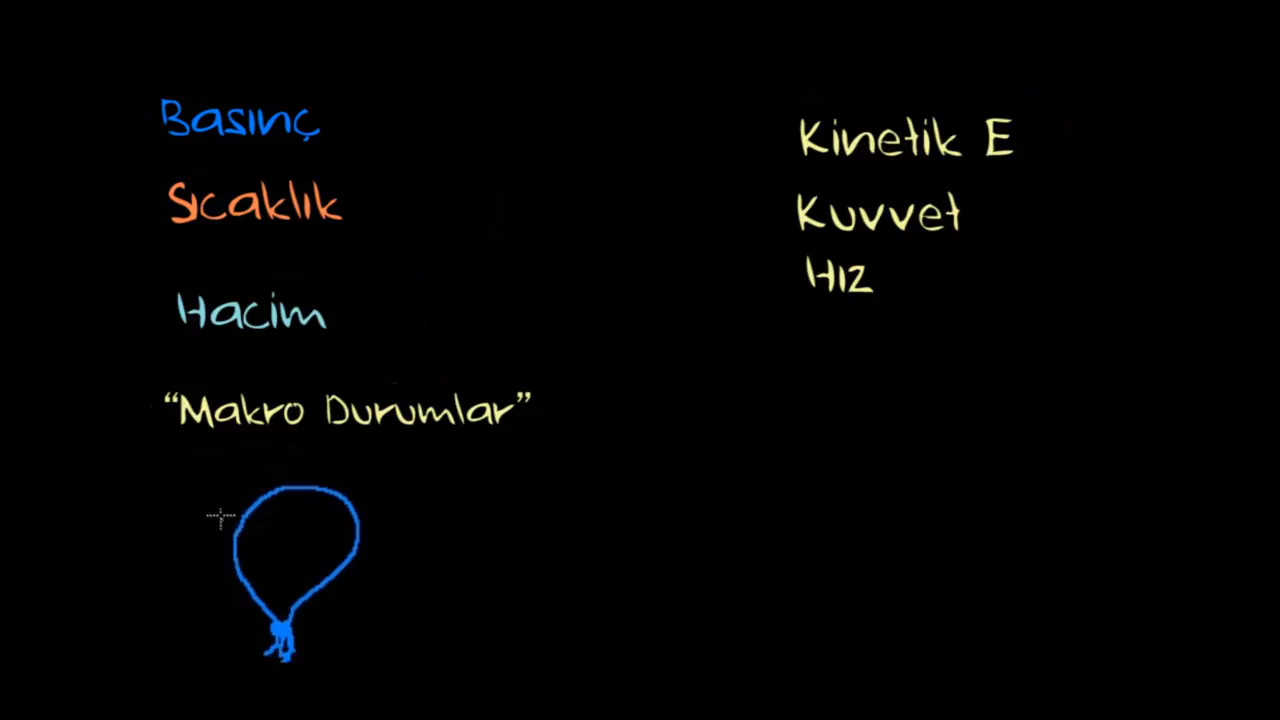 Basınç
Sıcaklık
Hacim
“Makro Durumlar”
Kinetik E
Kuvvet
Hız